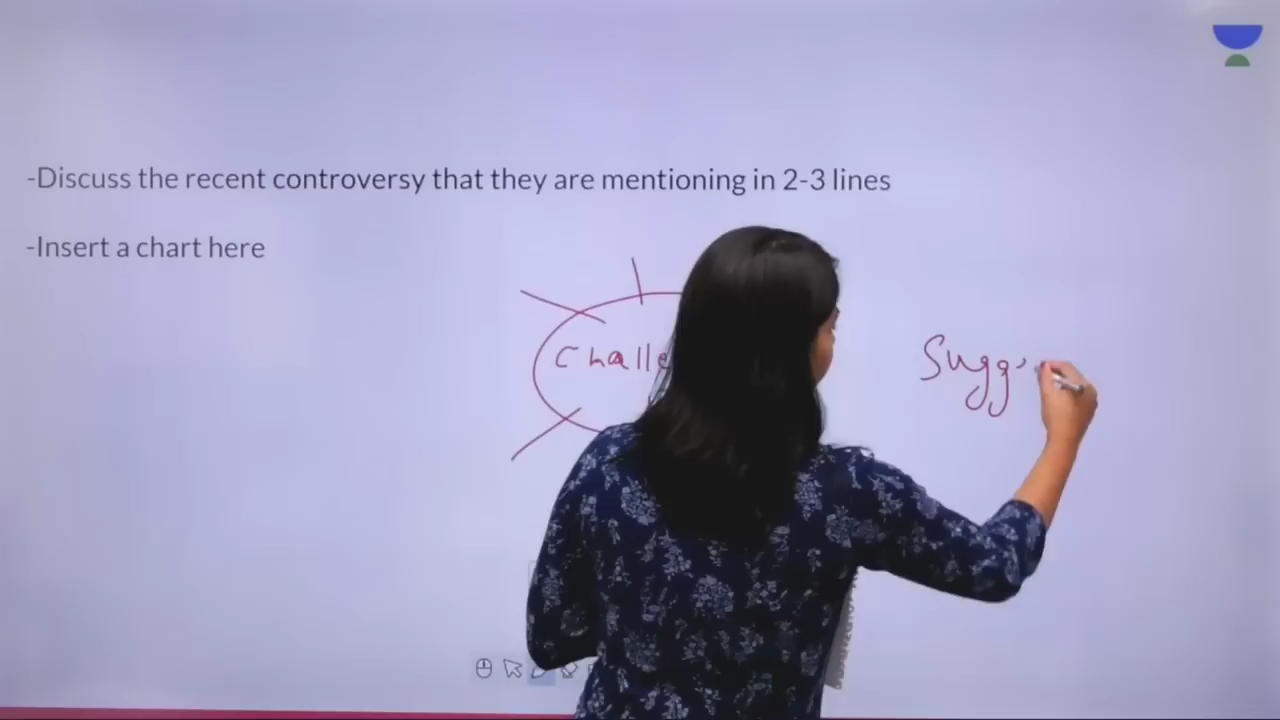 -Discuss the recent controversy that they are mentioning in 2-3 lines
-Insert a chart here
Challe
Sugg